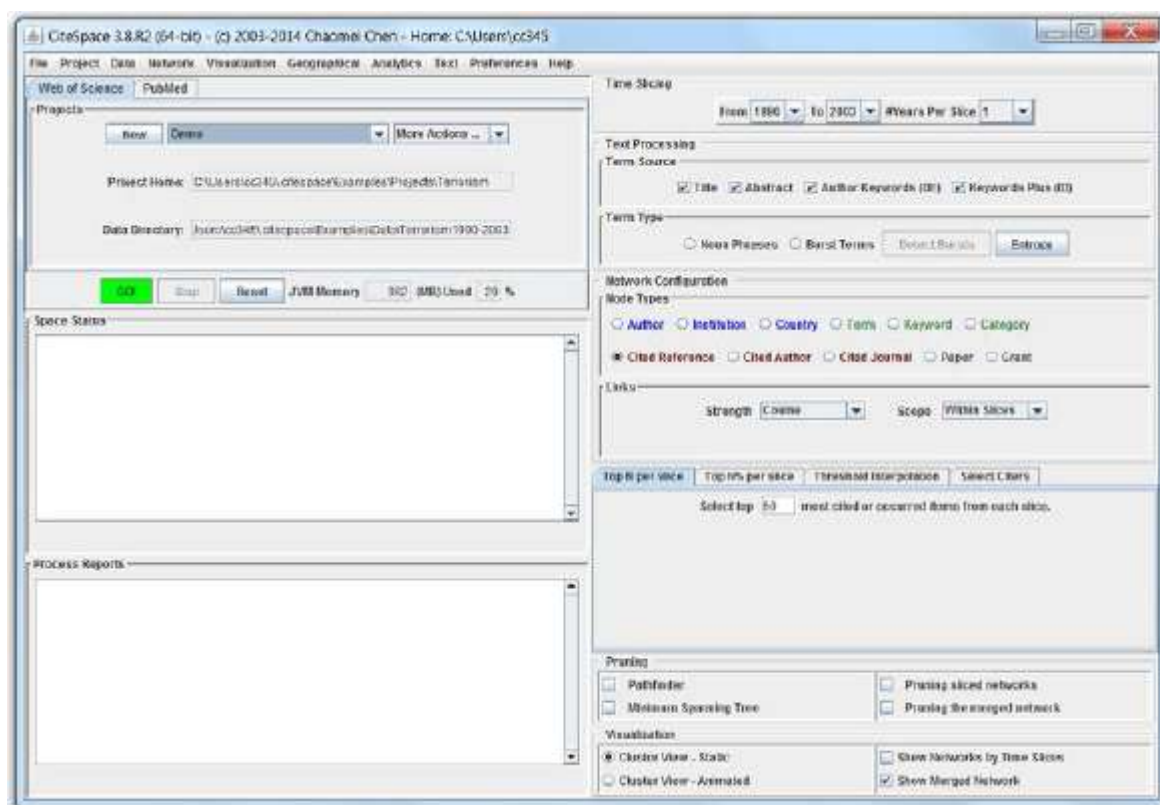 CiteSpace 3.8.R2 (64-bit) - (c) 2003-2014 Chaomei Chen - Home: C:\Users\cc345
File Project Data Network Visualization Geographical Analytics Text Preferences Help
Web of Science PubMed
Projects
New Demo More Actions ...
Project Home:
Data Directory:
GO! Stop Reset JVM Memory (MB) Used %
Space Status
Process Reports
Time Slicing
From 1990 To 2003 #Years Per Slice 1
Text Processing
Term Source
Title Abstract Author Keywords (DE) Keywords Plus (ID)
Term Type
Noun Phrases Burst Terms Detect Bursts Entropy
Network Configuration
Node Types
Author Institution Country Term Keyword Category
Cited Reference Cited Author Cited Journal Paper Grant
Links
Strength Cosine Scope Within Slices
Top N per slice Top N% per slice Threshold Interpolation Select Citers
Select top 50 most cited or occurred items from each slice.
Pruning
Pathfinder Pruning sliced networks
Minimum Spanning Tree Pruning the merged network
Visualization
Cluster View - Static Show Networks by Time Slices
Cluster View - Animated Show Merged Network